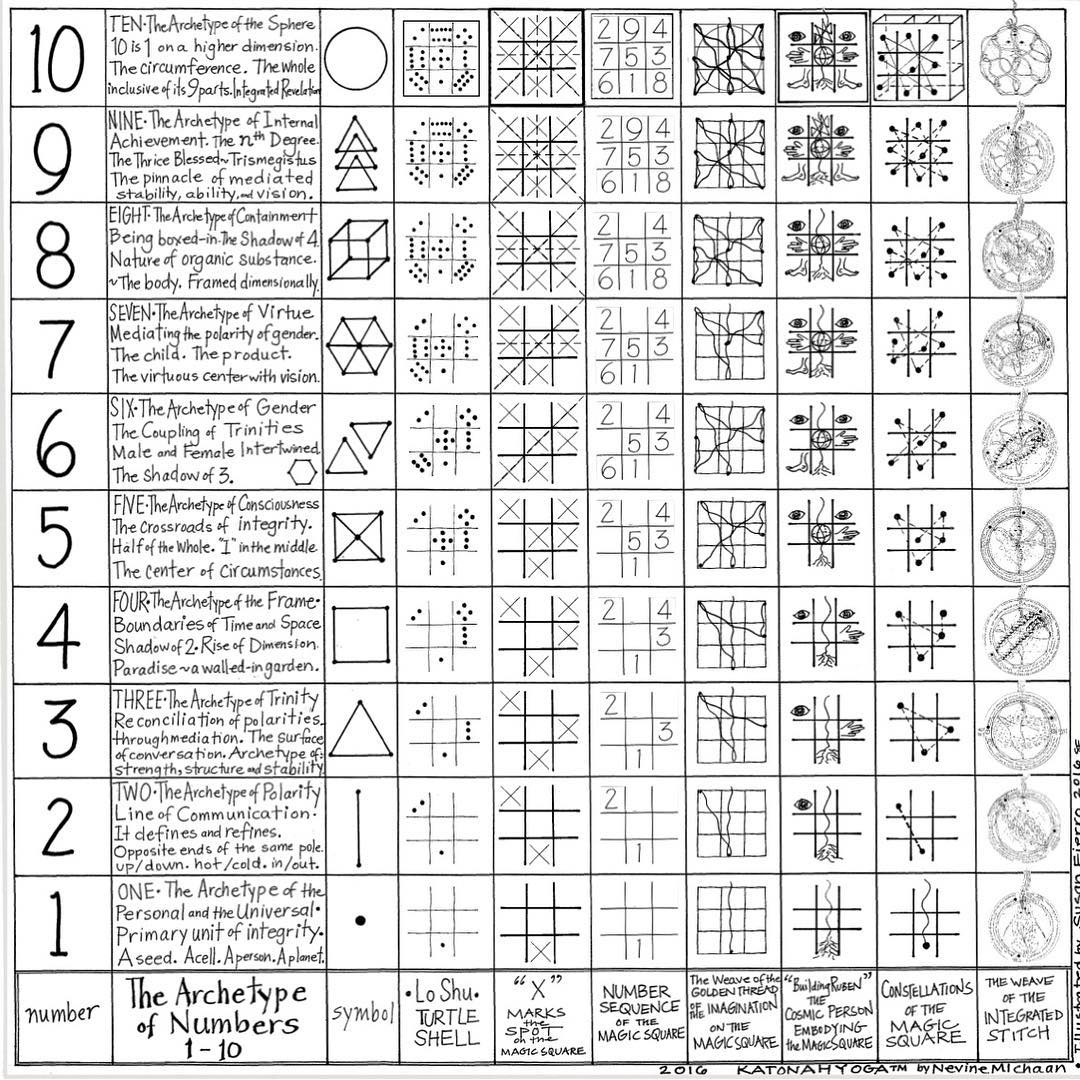 10
TEN·The Archetype of the Sphere
10 is 1 on a higher dimension.
The circumference. The whole
inclusive of its 9 parts. Integrated Revelation
2 9 4
7 5 3
6 1 8
9
NINE·The Archetype of Internal
Achievement. The nth Degree.
The Thrice Blessed~Trismegistus
The pinnacle of mediated
stability, ability, and vision.
2 9 4
7 5 3
6 1 8
8
EIGHT·The Archetype of Containment
Being boxed-in. The Shadow of 4.
Nature of organic substance.
~The body. Framed dimensionally.
2 4
7 5 3
6 1 8
7
SEVEN·The Archetype of Virtue
Mediating the polarity of gender.
The child. The product.
The virtuous center with vision.
2 4
7 5 3
6 1
6
SIX·The Archetype of Gender
The Coupling of Trinities
Male and Female Intertwined.
The Shadow of 3.
2 4
5 3
6 1
5
FIVE·The Archetype of Consciousness
The Crossroads of integrity.
Half of the Whole. "I" in the middle
The Center of Circumstances.
2 4
5 3
1
4
FOUR·The Archetype of the Frame·
Boundaries of Time and Space
Shadow of 2. Rise of Dimension.
Paradise ~ a walled-in garden.
2 4
3
1
3
THREE·The Archetype of Trinity
Reconciliation of polarities
through mediation. The surface
of conversation. Archetype of:
strength, structure and stability.
2
3
1
2
TWO·The Archetype of Polarity
Line of Communication·
It defines and refines.
Opposite ends of the same pole.
up/down. hot/cold. in/out.
2
1
1
ONE· The Archetype of the
Personal and the Universal·
Primary unit of integrity.
A seed. A cell. A person. A planet.
1
number
The Archetype
of Numbers
1-10
symbol
·Lo Shu·
TURTLE
SHELL
"X"
MARKS
the
SPOT
on the
MAGIC SQUARE
NUMBER
SEQUENCE
OF THE
MAGIC SQUARE
The Weave of the
GOLDEN THREAD
OF the IMAGINATION
ON THE
MAGIC SQUARE
"Building RUBEN"
THE
COSMIC PERSON
EMBODYING
the MAGIC SQUARE
CONSTELLATIONS
OF THE
MAGIC
SQUARE
THE WEAVE
OF THE
INTEGRATED
STITCH
2016 KATONAH YOGA™ by Nevine Michaan
Illustrated by Susan Fierro 2016 SF